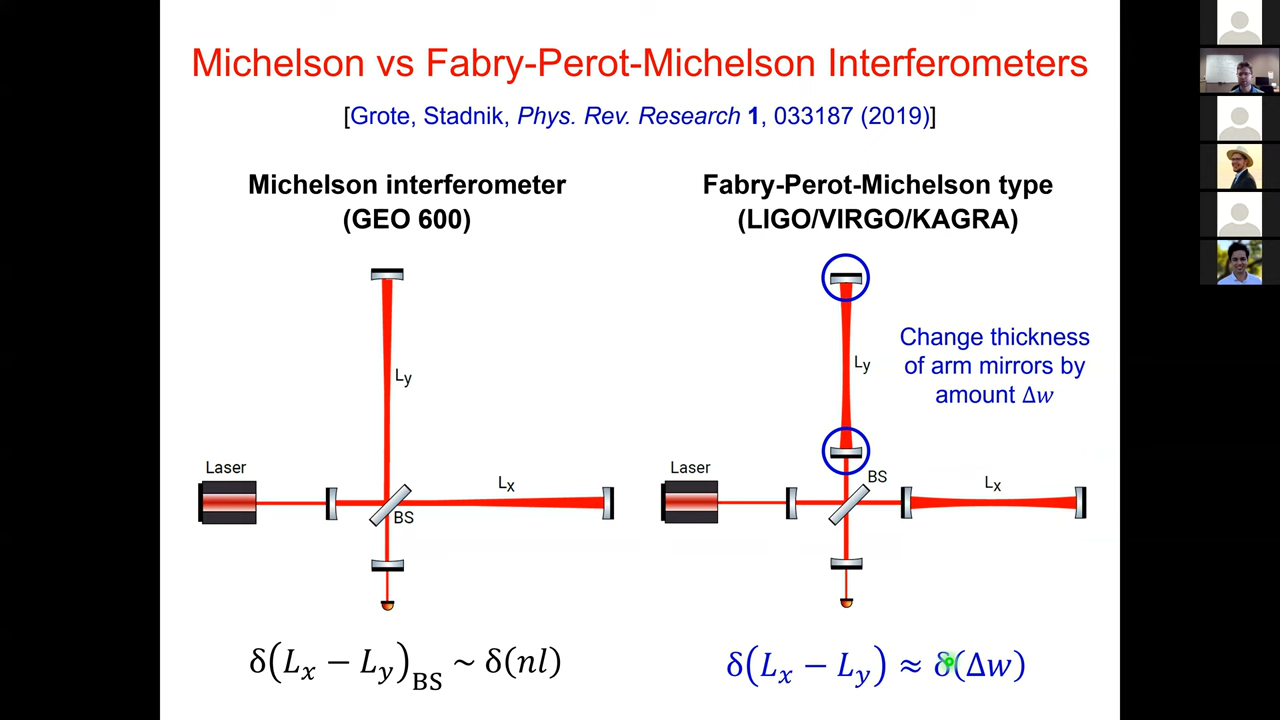 Michelson vs Fabry-Perot-Michelson Interferometers
[Grote, Stadnik, Phys. Rev. Research 1, 033187 (2019)]
Michelson interferometer
(GEO 600)
Ly
Laser
Lx
BS
δ(Lx − Ly)BS ~ δ(nl)
Fabry-Perot-Michelson type
(LIGO/VIRGO/KAGRA)
Change thickness
of arm mirrors by
amount Δw
Ly
Laser
BS
Lx
δ(Lx − Ly) ≈ δ(Δw)